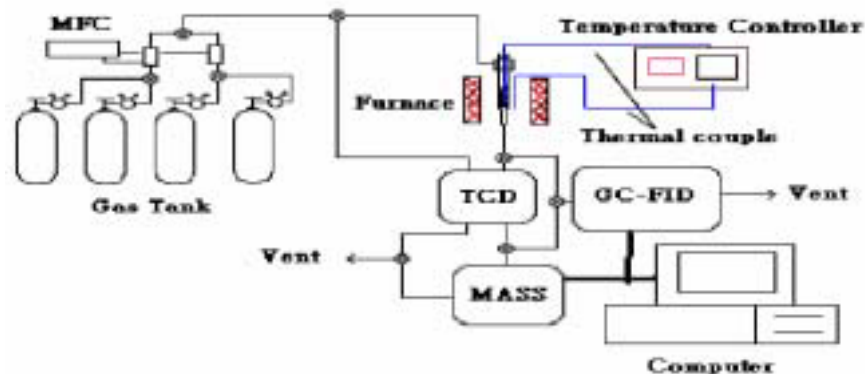 MFC
Temperature Controller
Furnace
Thermal couple
Gas Tank
TCD
GC-FID
Vent
Vent
MASS
Computer